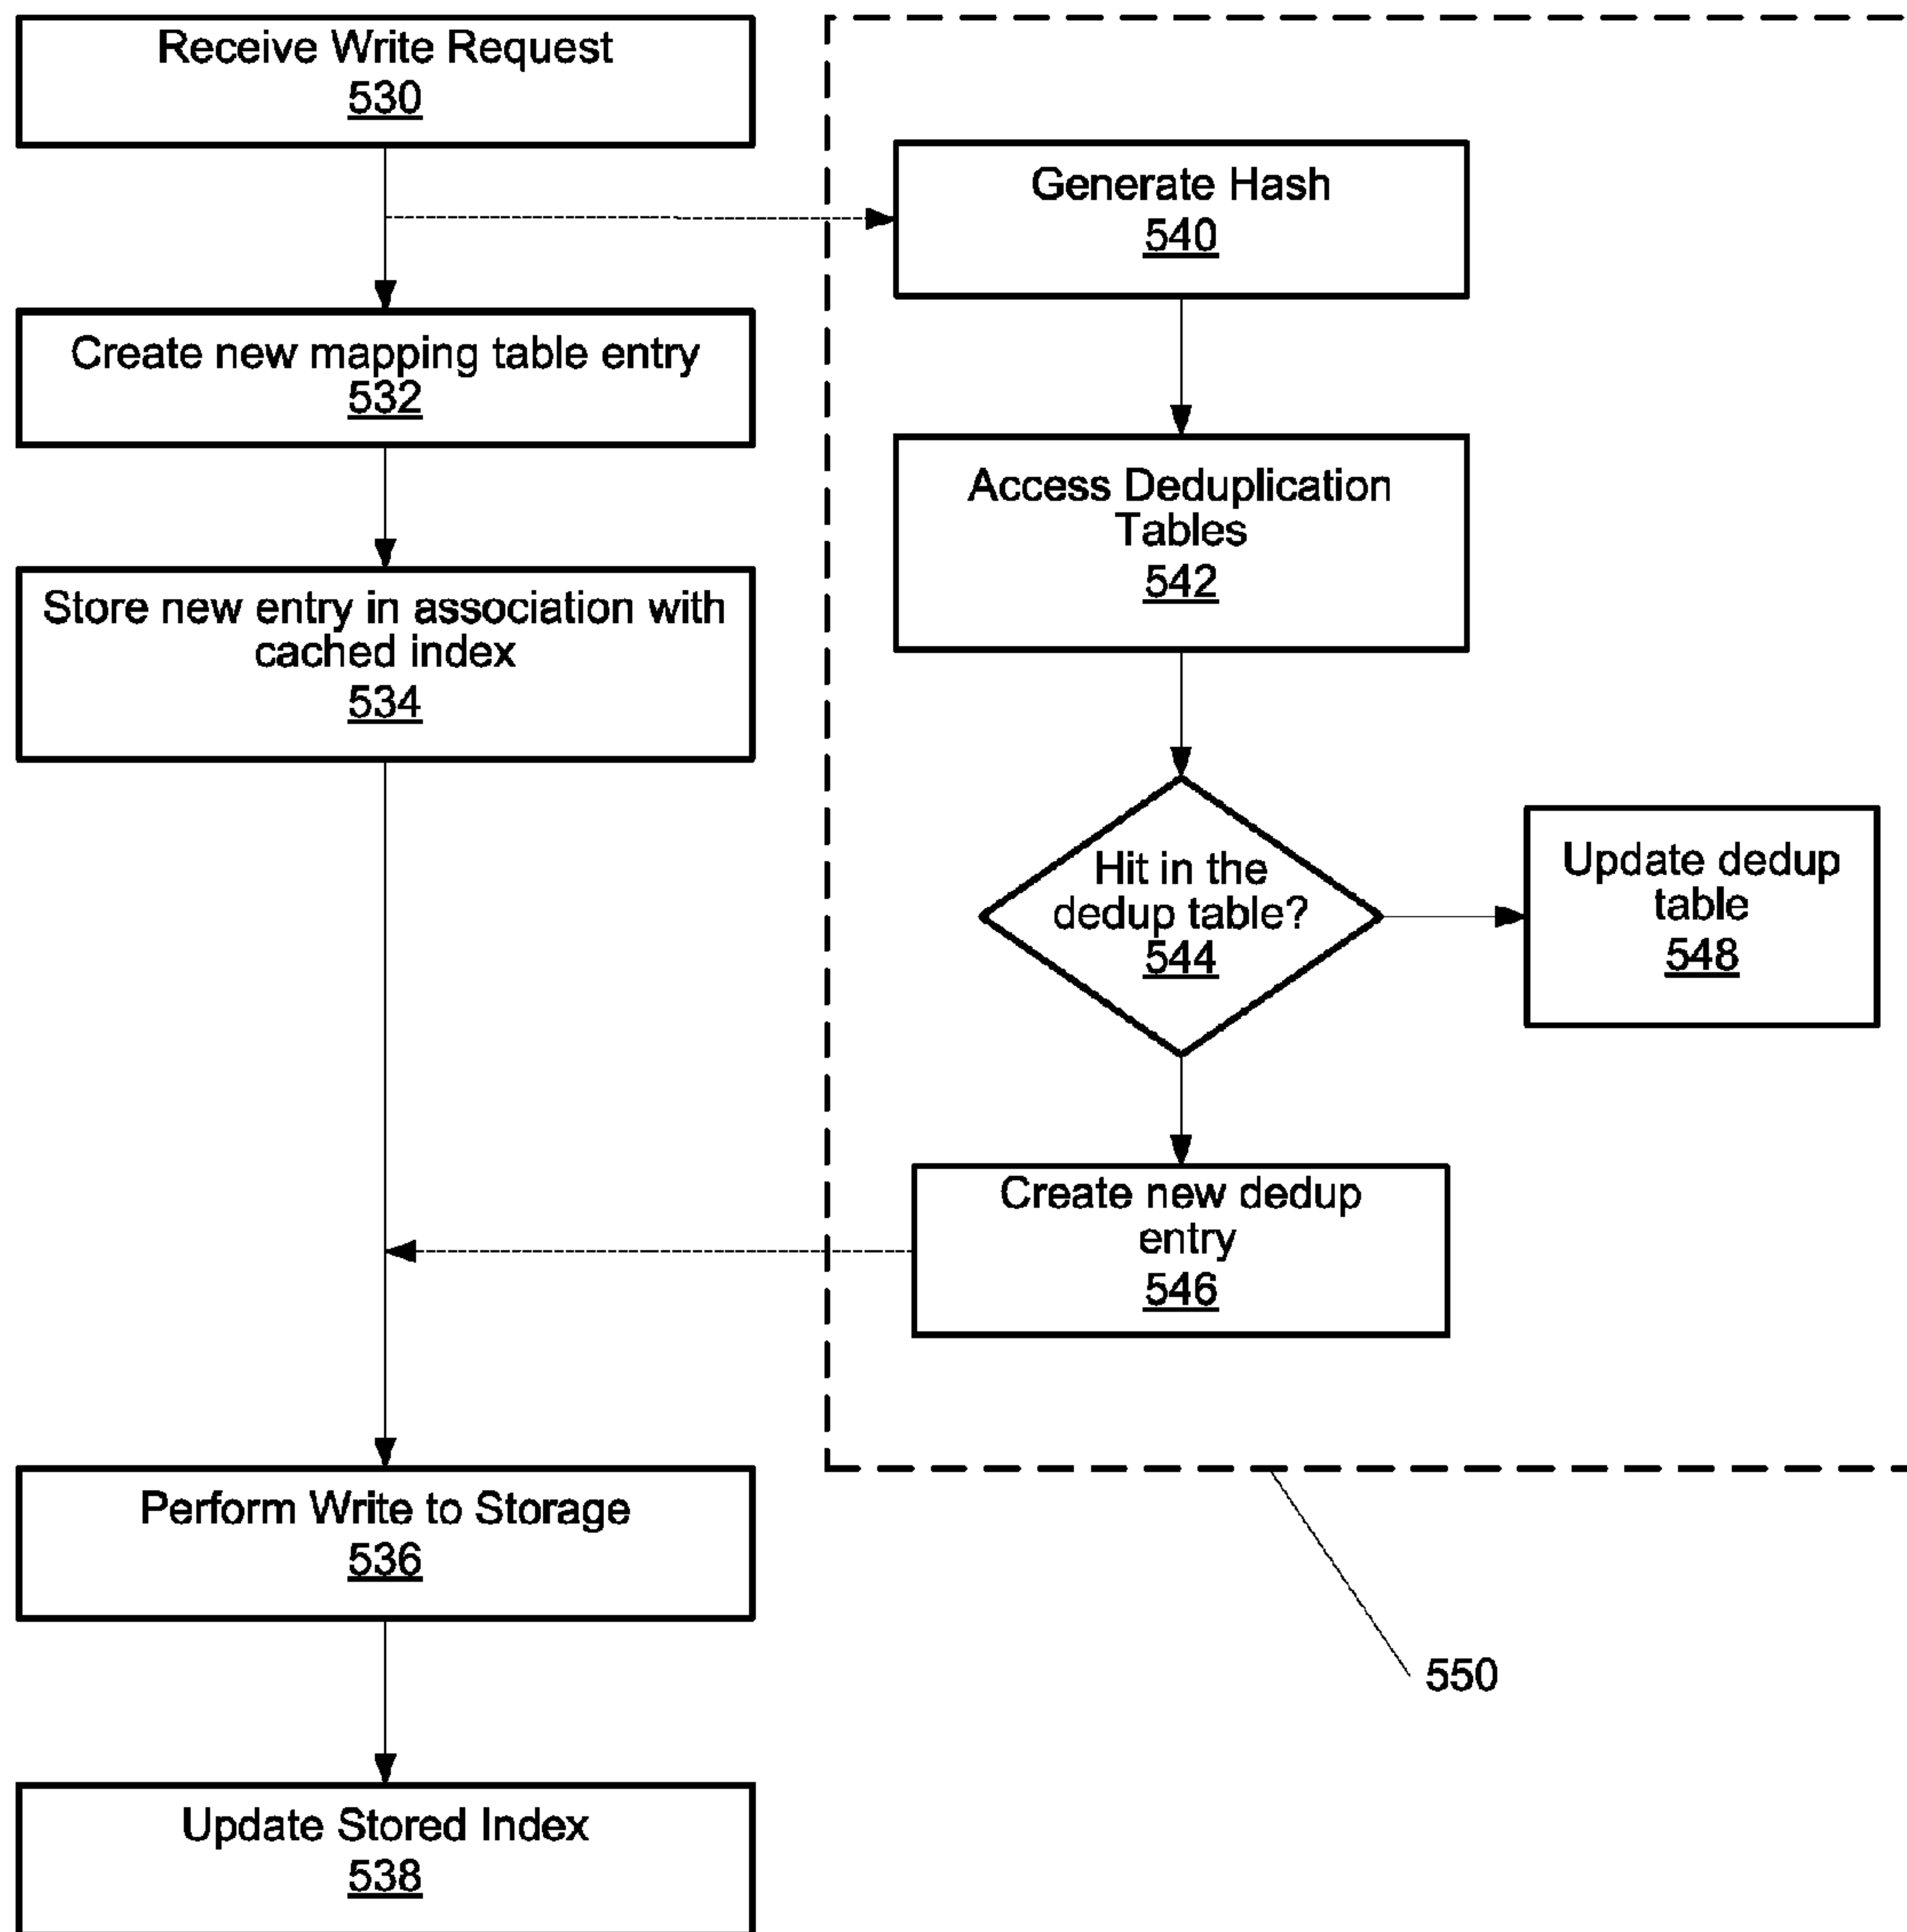 Receive Write Request
530
Create new mapping table entry
532
Store new entry in association with
cached index
534
Perform Write to Storage
536
Update Stored Index
538
Generate Hash
540
Access Deduplication
Tables
542
Hit in the
dedup table?
544
Update dedup
table
548
Create new dedup
entry
546
550